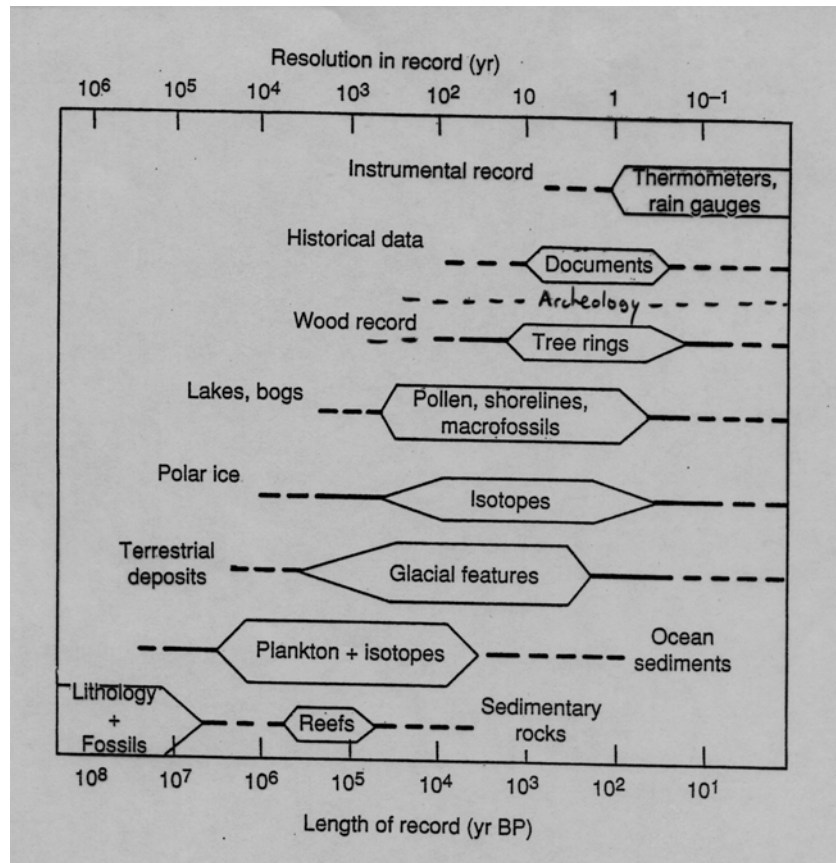 Resolution in record (yr)
10⁶ 10⁵ 10⁴ 10³ 10² 10 1 10⁻¹
Instrumental record
Thermometers,
rain gauges
Historical data
Documents
Archeology
Wood record
Tree rings
Lakes, bogs
Pollen, shorelines,
macrofossils
Polar ice
Isotopes
Terrestrial
deposits
Glacial features
Plankton + isotopes
Ocean
sediments
Lithology
+
Fossils
Reefs
Sedimentary
rocks
10⁸ 10⁷ 10⁶ 10⁵ 10⁴ 10³ 10² 10¹
Length of record (yr BP)